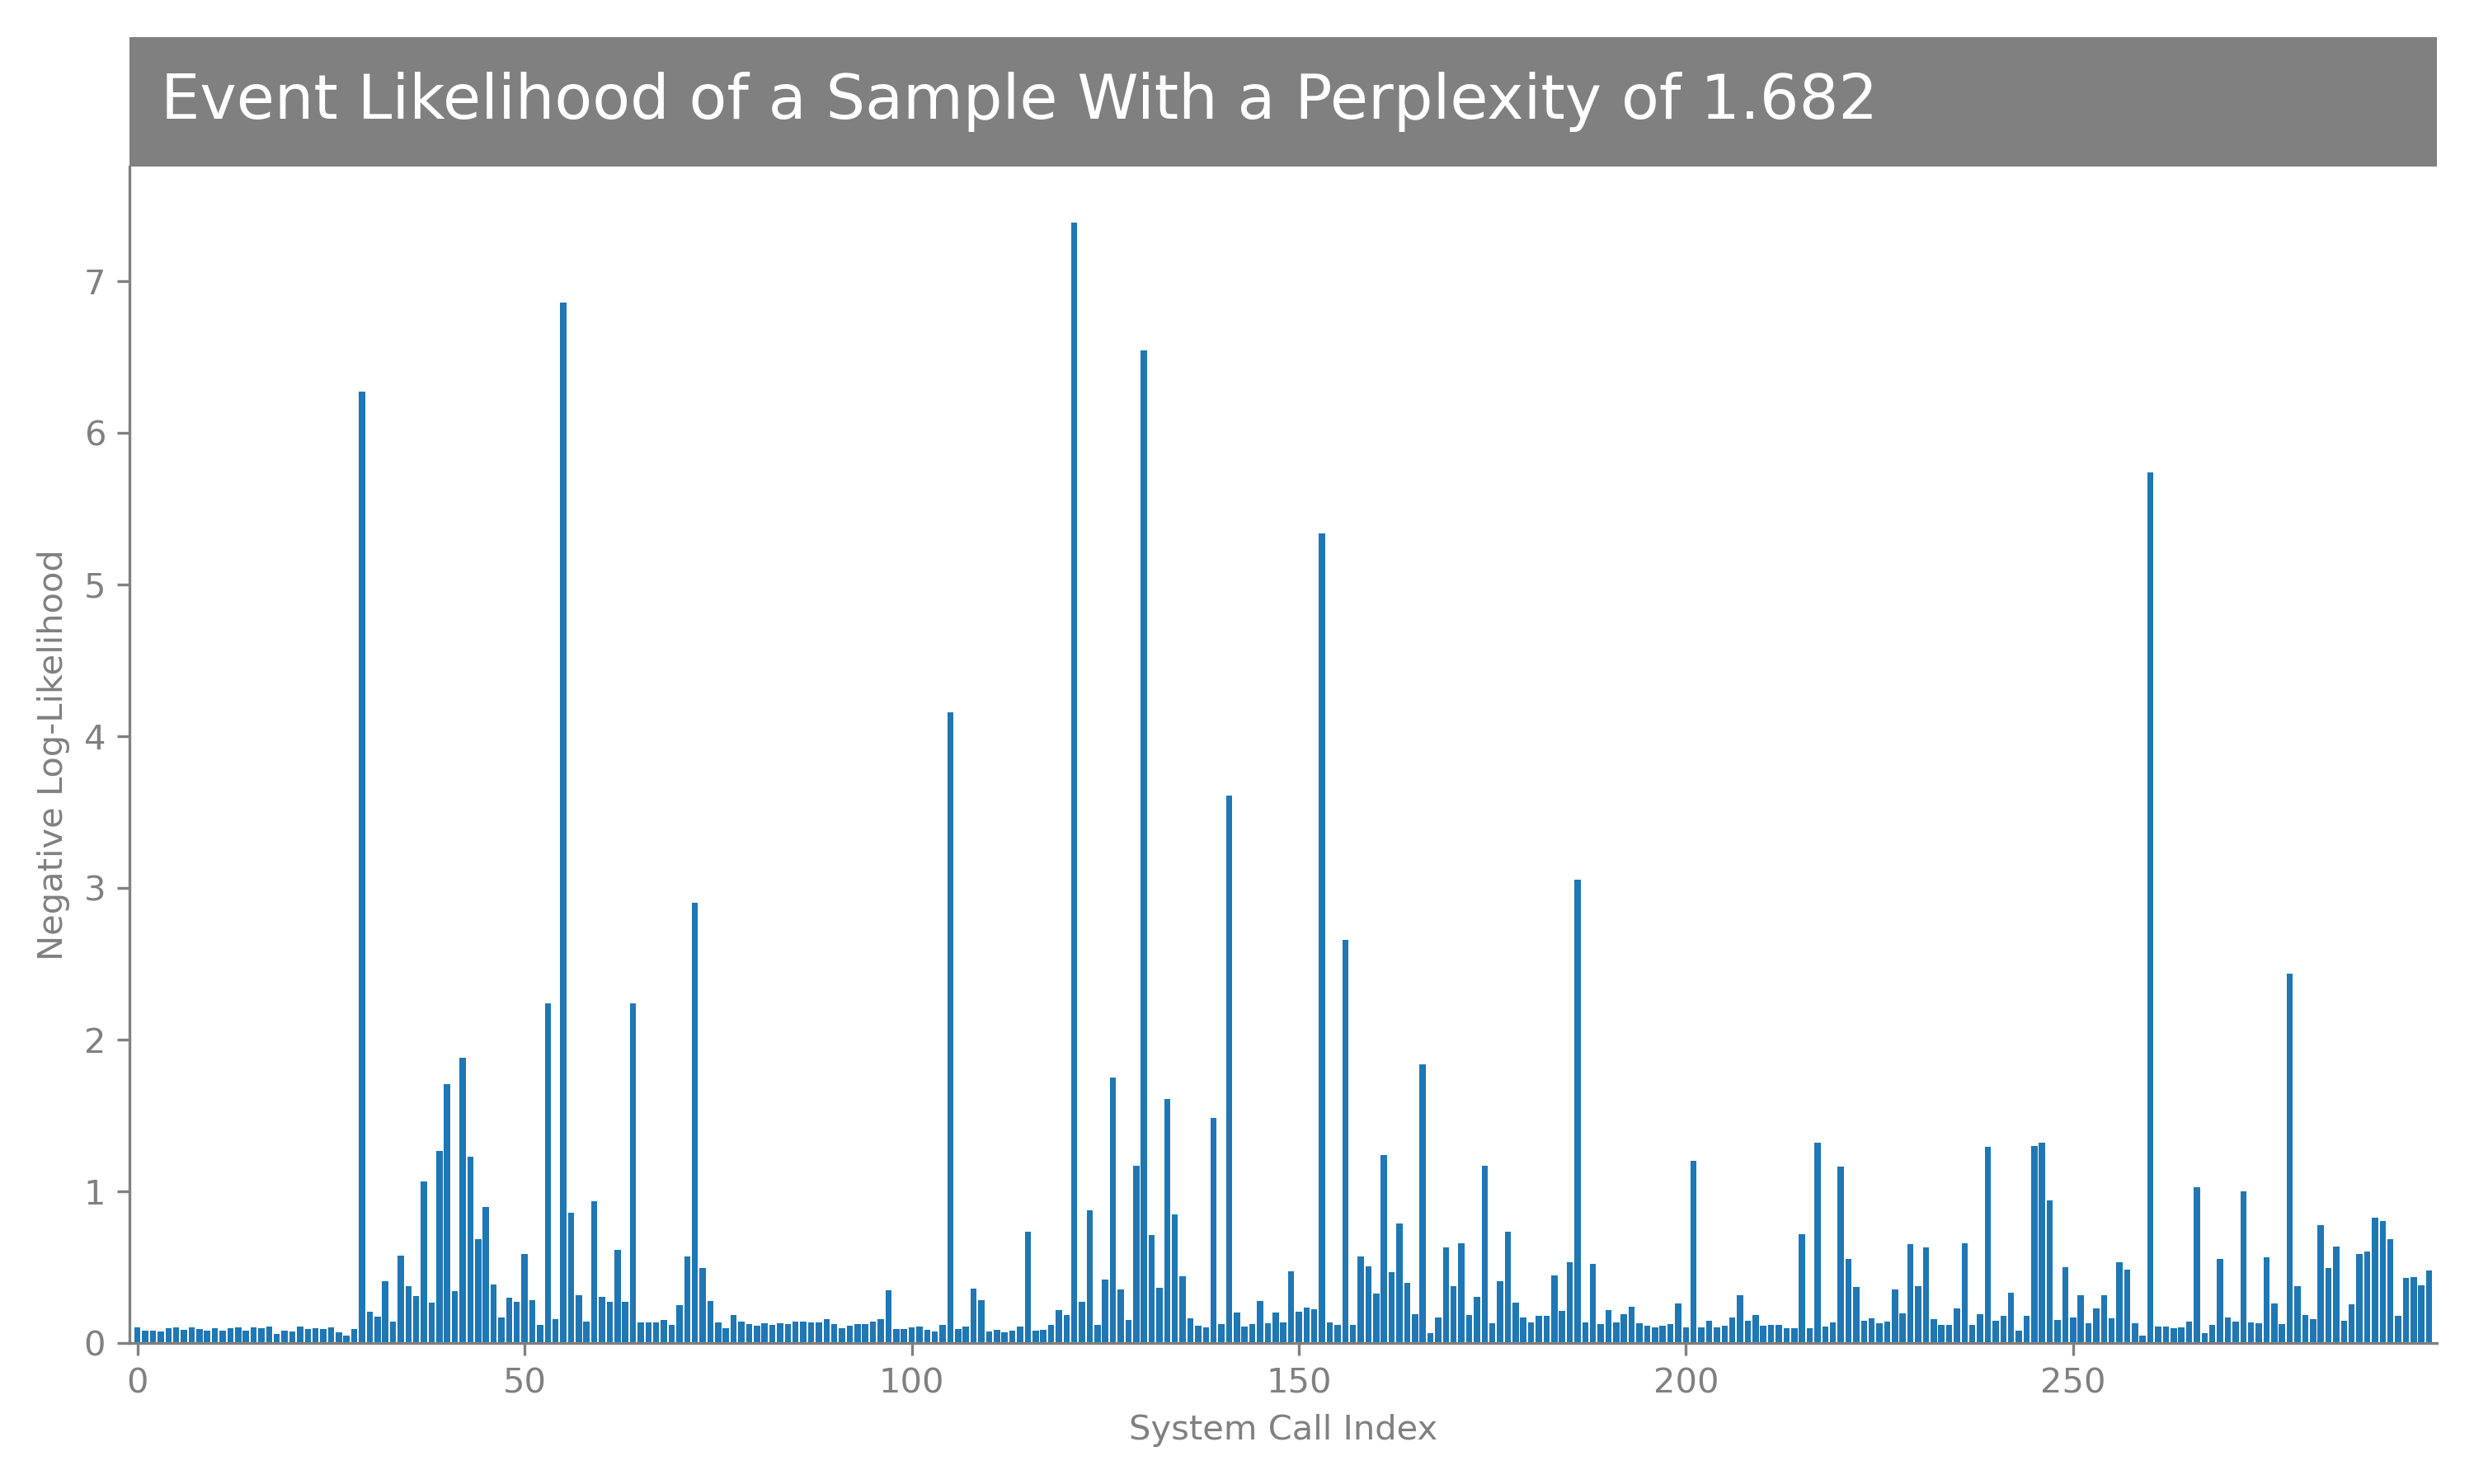 Event Likelihood of a Sample With a Perplexity of 1.682
7
6
5
4
3
2
1
0
Negative Log-Likelihood
0 50 100 150 200 250
System Call Index